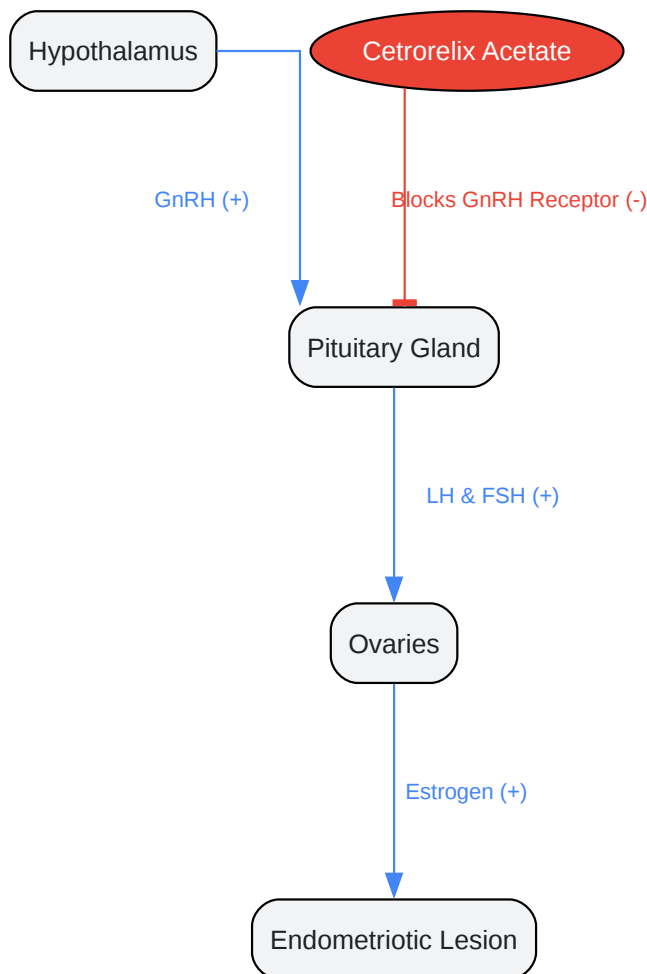 Hypothalamus
Cetrorelix Acetate
GnRH (+)
Blocks GnRH Receptor (-)
Pituitary Gland
LH & FSH (+)
Ovaries
Estrogen (+)
Endometriotic Lesion